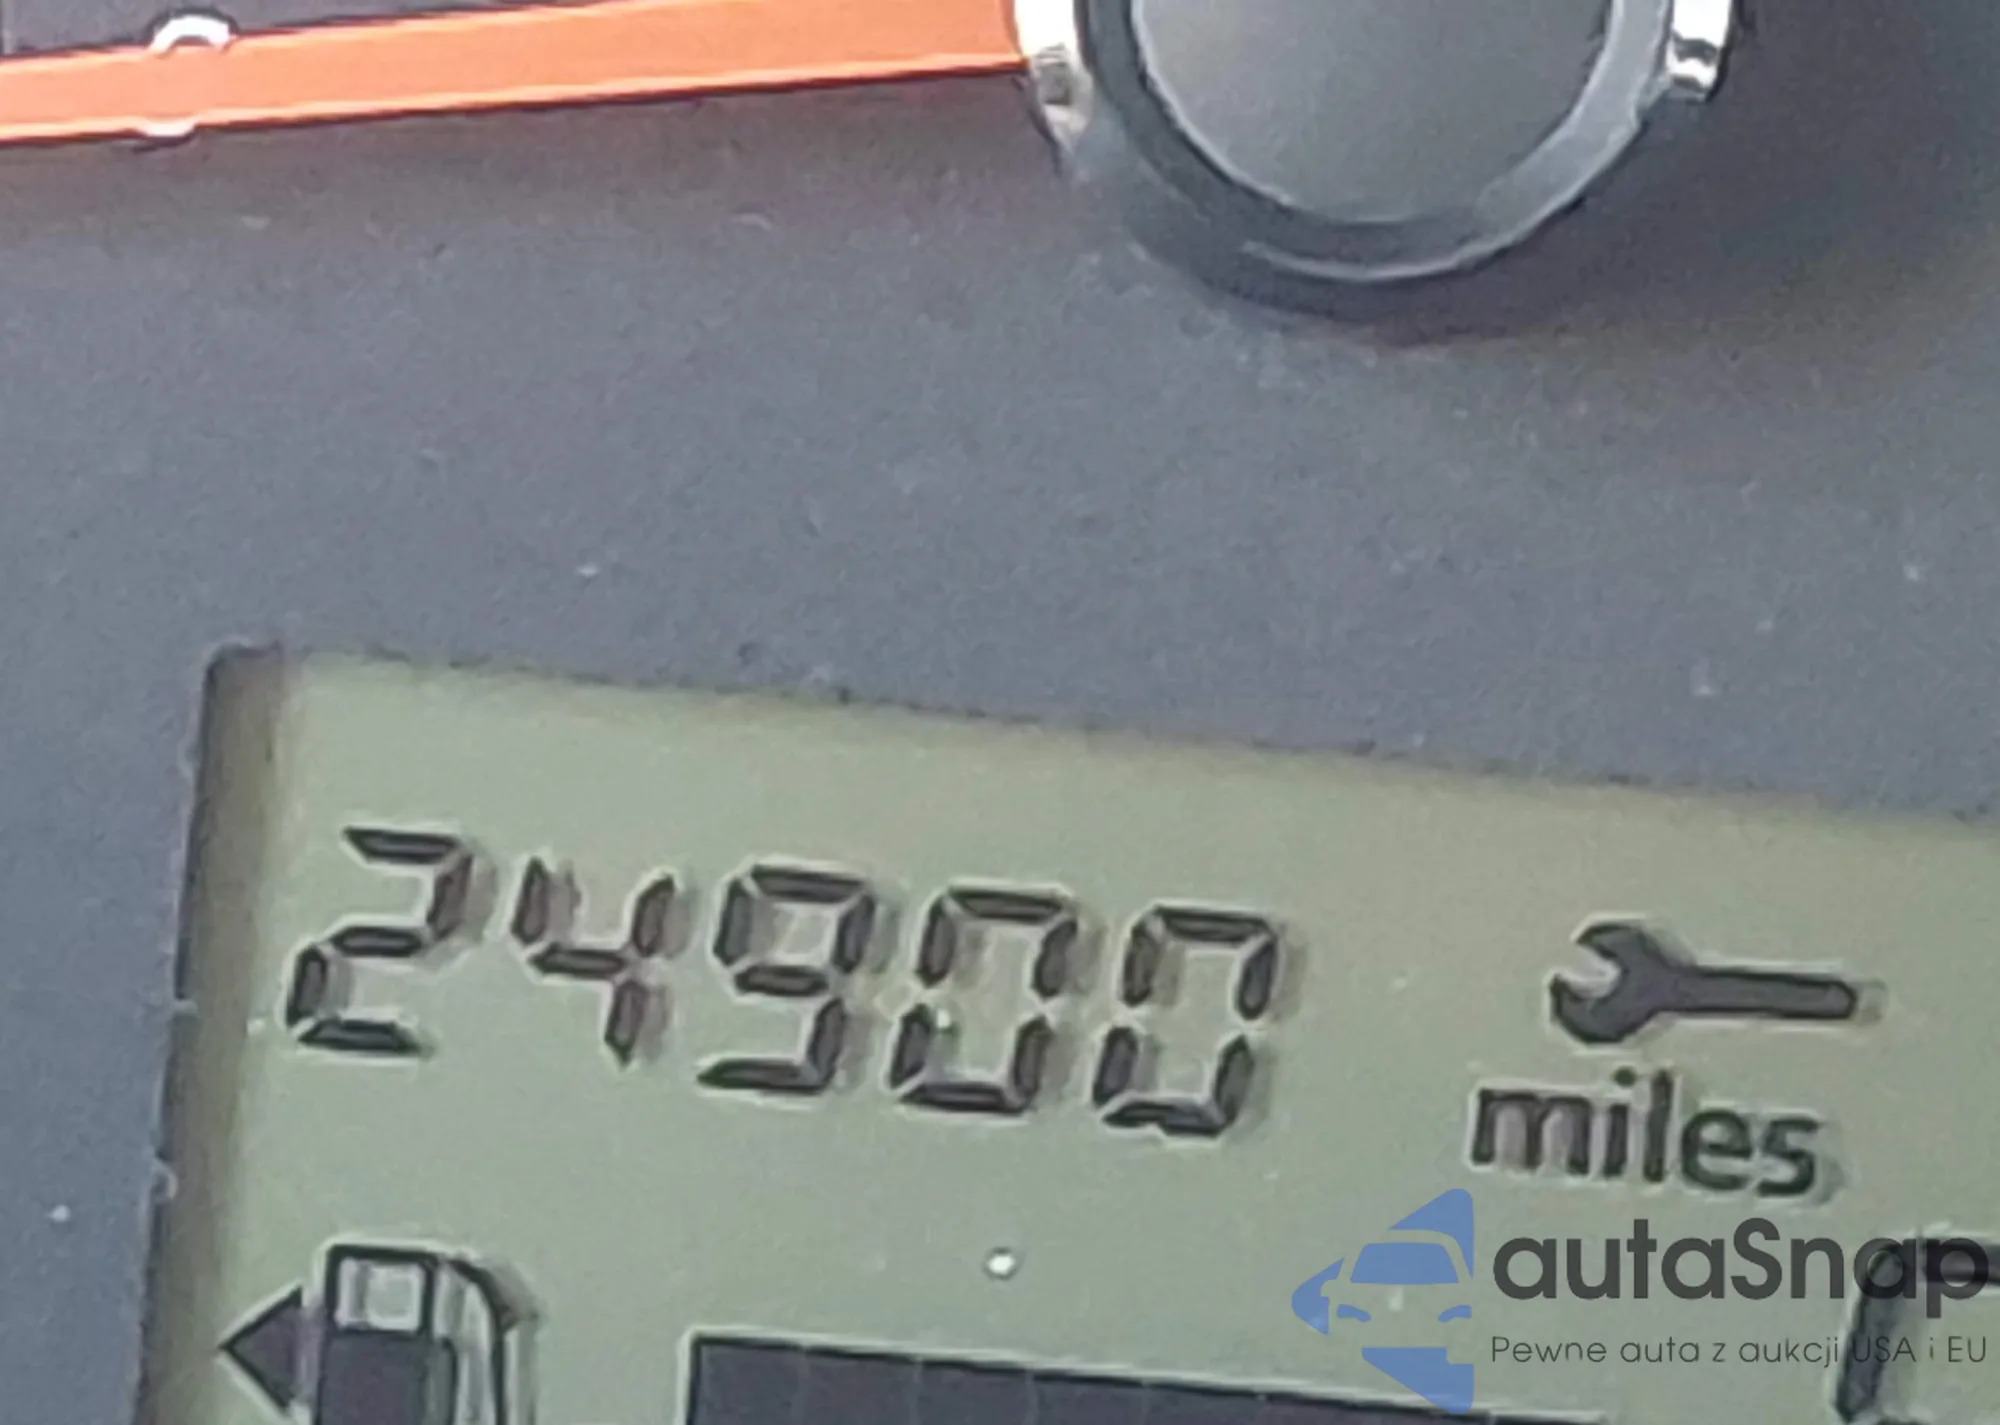 24900
miles
autaSnap
Pewne auta z aukcji USA i EU